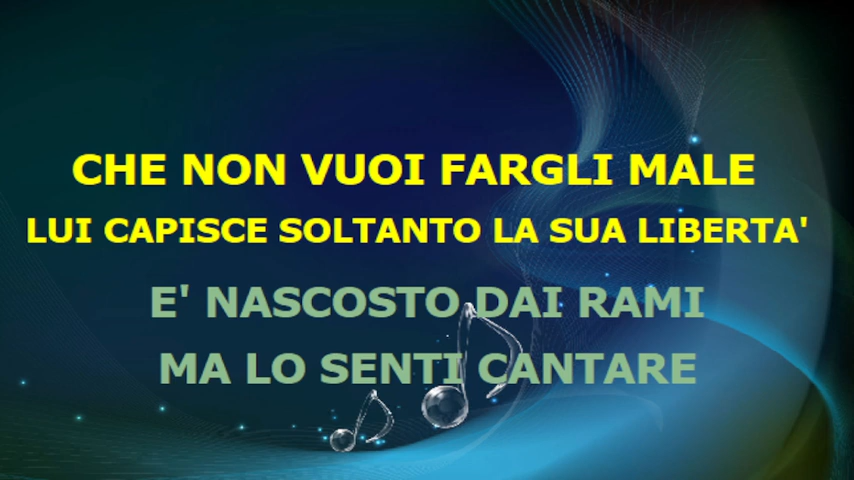 CHE NON VUOI FARGLI MALE
LUI CAPISCE SOLTANTO LA SUA LIBERTA'
E' NASCOSTO DAI RAMI
MA LO SENTI CANTARE